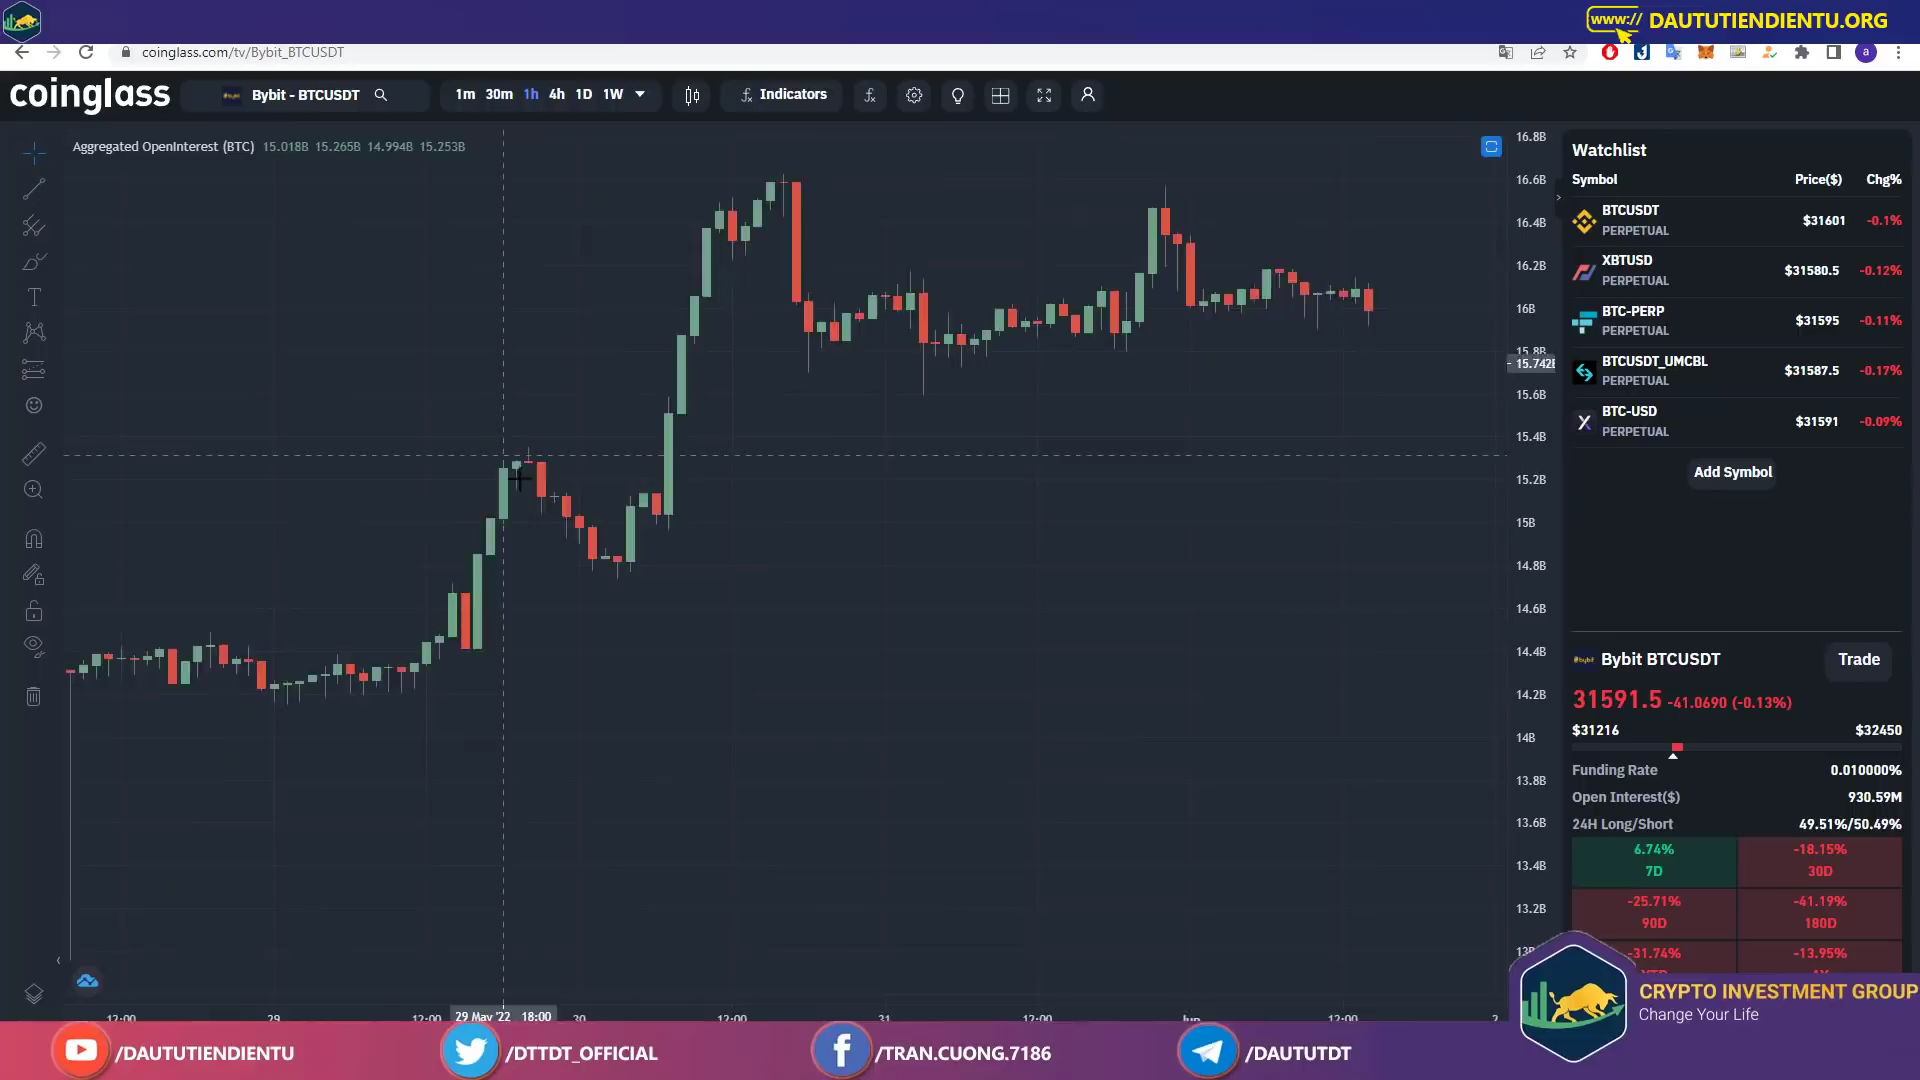 www:// DAUTUTIENDIENTU.ORG
coinglass.com/tv/Bybit_BTCUSDT
coinglass
Bybit - BTCUSDT
1m 30m 1h 4h 1D 1W
Indicators
Aggregated OpenInterest (BTC) 15.018B 15.265B 14.994B 15.253B
16.8B
16.6B
16.4B
16.2B
16B
15.8B
15.742B
15.6B
15.4B
15.2B
15B
14.8B
14.6B
14.4B
14.2B
14B
13.8B
13.6B
13.4B
13.2B
12:00 29 12:00 29 May '22 18:00 30 12:00 31 12:00 Jun 12:00 2
Watchlist
Symbol Price($) Chg%
BTCUSDT
PERPETUAL
$31601 -0.1%
XBTUSD
PERPETUAL
$31580.5 -0.12%
BTC-PERP
PERPETUAL
$31595 -0.11%
BTCUSDT_UMCBL
PERPETUAL
$31587.5 -0.17%
BTC-USD
PERPETUAL
$31591 -0.09%
Add Symbol
Bybit BTCUSDT Trade
31591.5 -41.0690 (-0.13%)
$31216 $32450
Funding Rate 0.010000%
Open Interest($) 930.59M
24H Long/Short 49.51%/50.49%
6.74% -18.15%
7D 30D
-25.71% -41.19%
90D 180D
-31.74% -13.95%
CRYPTO INVESTMENT GROUP
Change Your Life
/DAUTUTIENDIENTU
/DTTDT_OFFICIAL
/TRAN.CUONG.7186
/DAUTUTDT